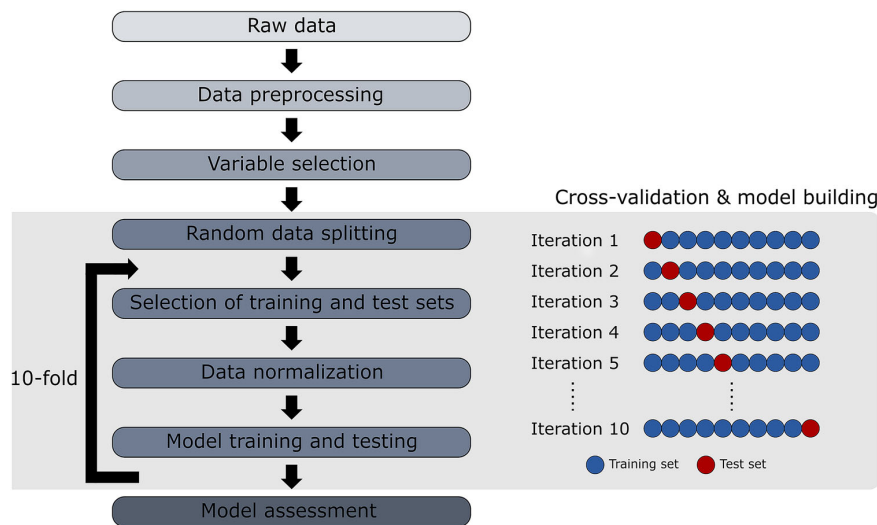 Raw data
Data preprocessing
Variable selection
Random data splitting
Selection of training and test sets
Data normalization
Model training and testing
Model assessment
10-fold
Cross-validation & model building
Iteration 1
Iteration 2
Iteration 3
Iteration 4
Iteration 5
Iteration 10
Training set
Test set